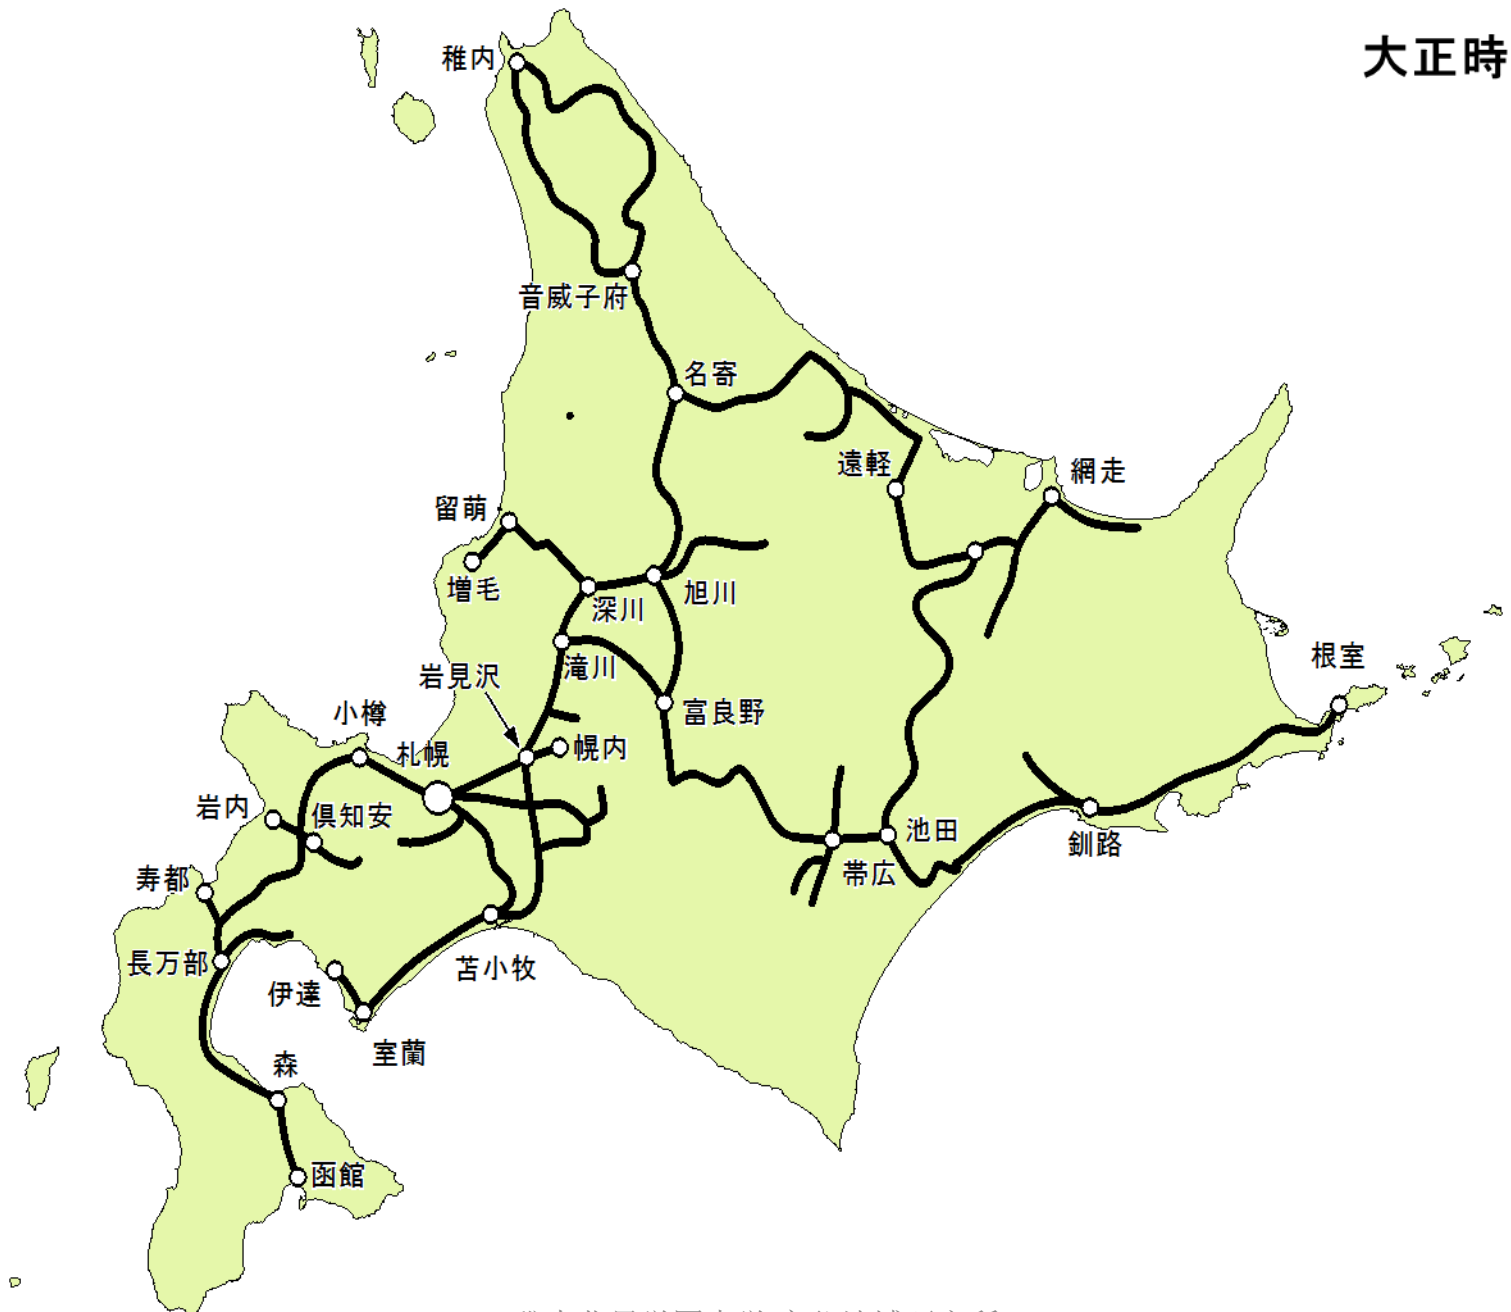 大正時
稚内
音威子府
名寄
遠軽
網走
留萌
増毛
深川
旭川
滝川
岩見沢
根室
富良野
小樽
札幌
幌内
岩内
倶知安
池田
釧路
帯広
寿都
長万部
伊達
苫小牧
室蘭
森
函館